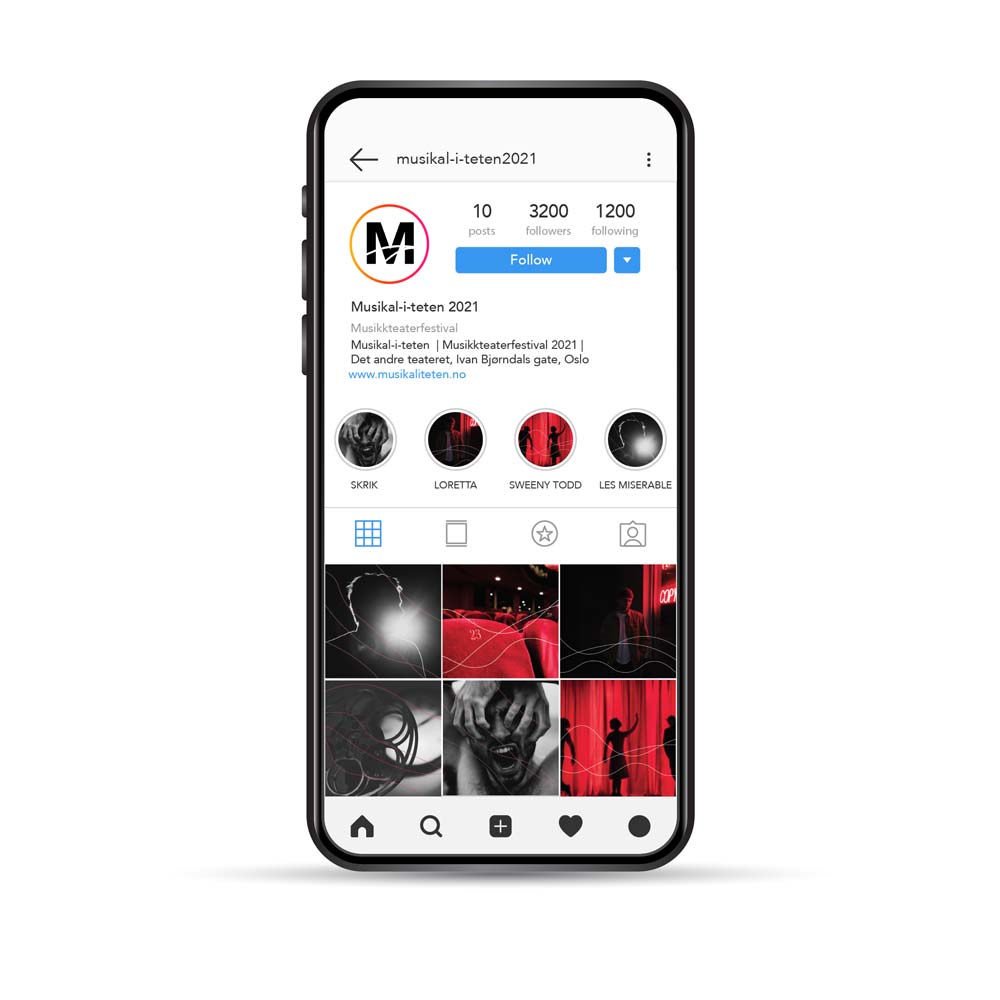 musikal-i-teten2021
M
10 3200 1200
posts followers following
Follow
Musikal-i-teten 2021
Musikkteaterfestival
Musikal-i-teten | Musikkteaterfestival 2021 |
Det andre teateret, Ivan Bjørndals gate, Oslo
www.musikaliteten.no
SKRIK LORETTA SWEENY TODD LES MISERABLE
23